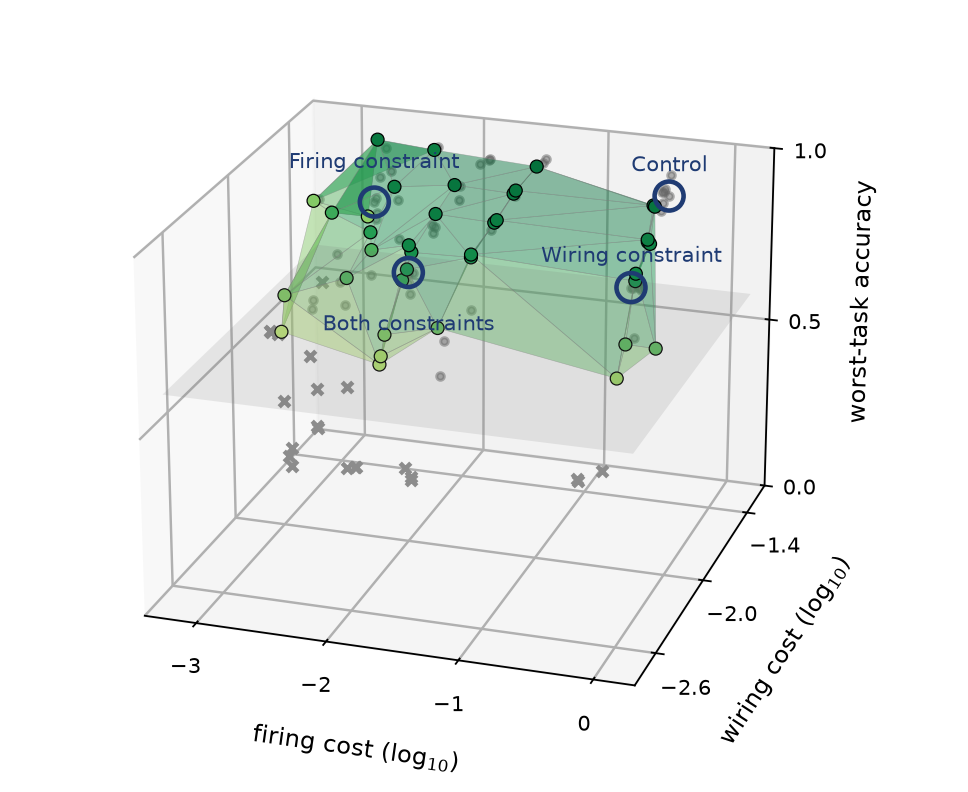 1.0
Firing constraint
Control
Wiring constraint
0.5
Both constraints
worst-task accuracy
0.0
−1.4
−2.0
−2.6
wiring cost (log₁₀)
−3
−2
−1
0
firing cost (log₁₀)